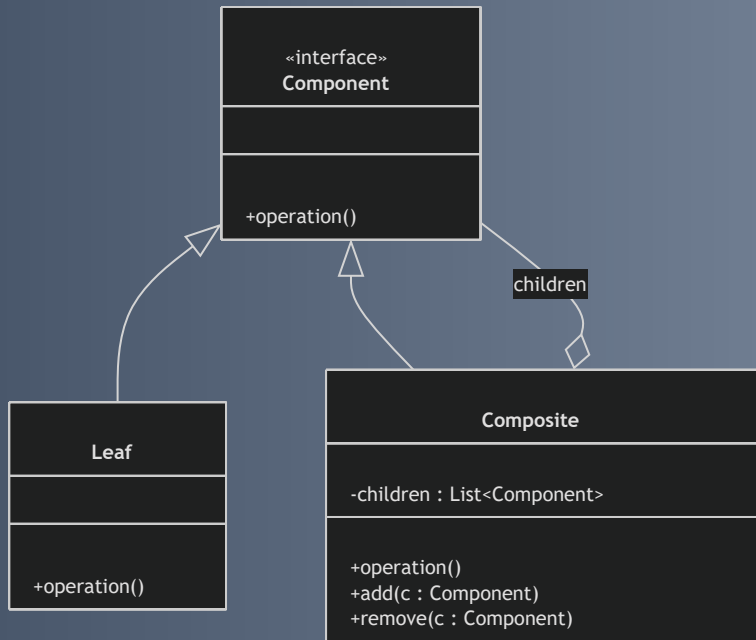 «interface»
Component
+operation()
children
Leaf
+operation()
Composite
-children : List<Component>
+operation()
+add(c : Component)
+remove(c : Component)